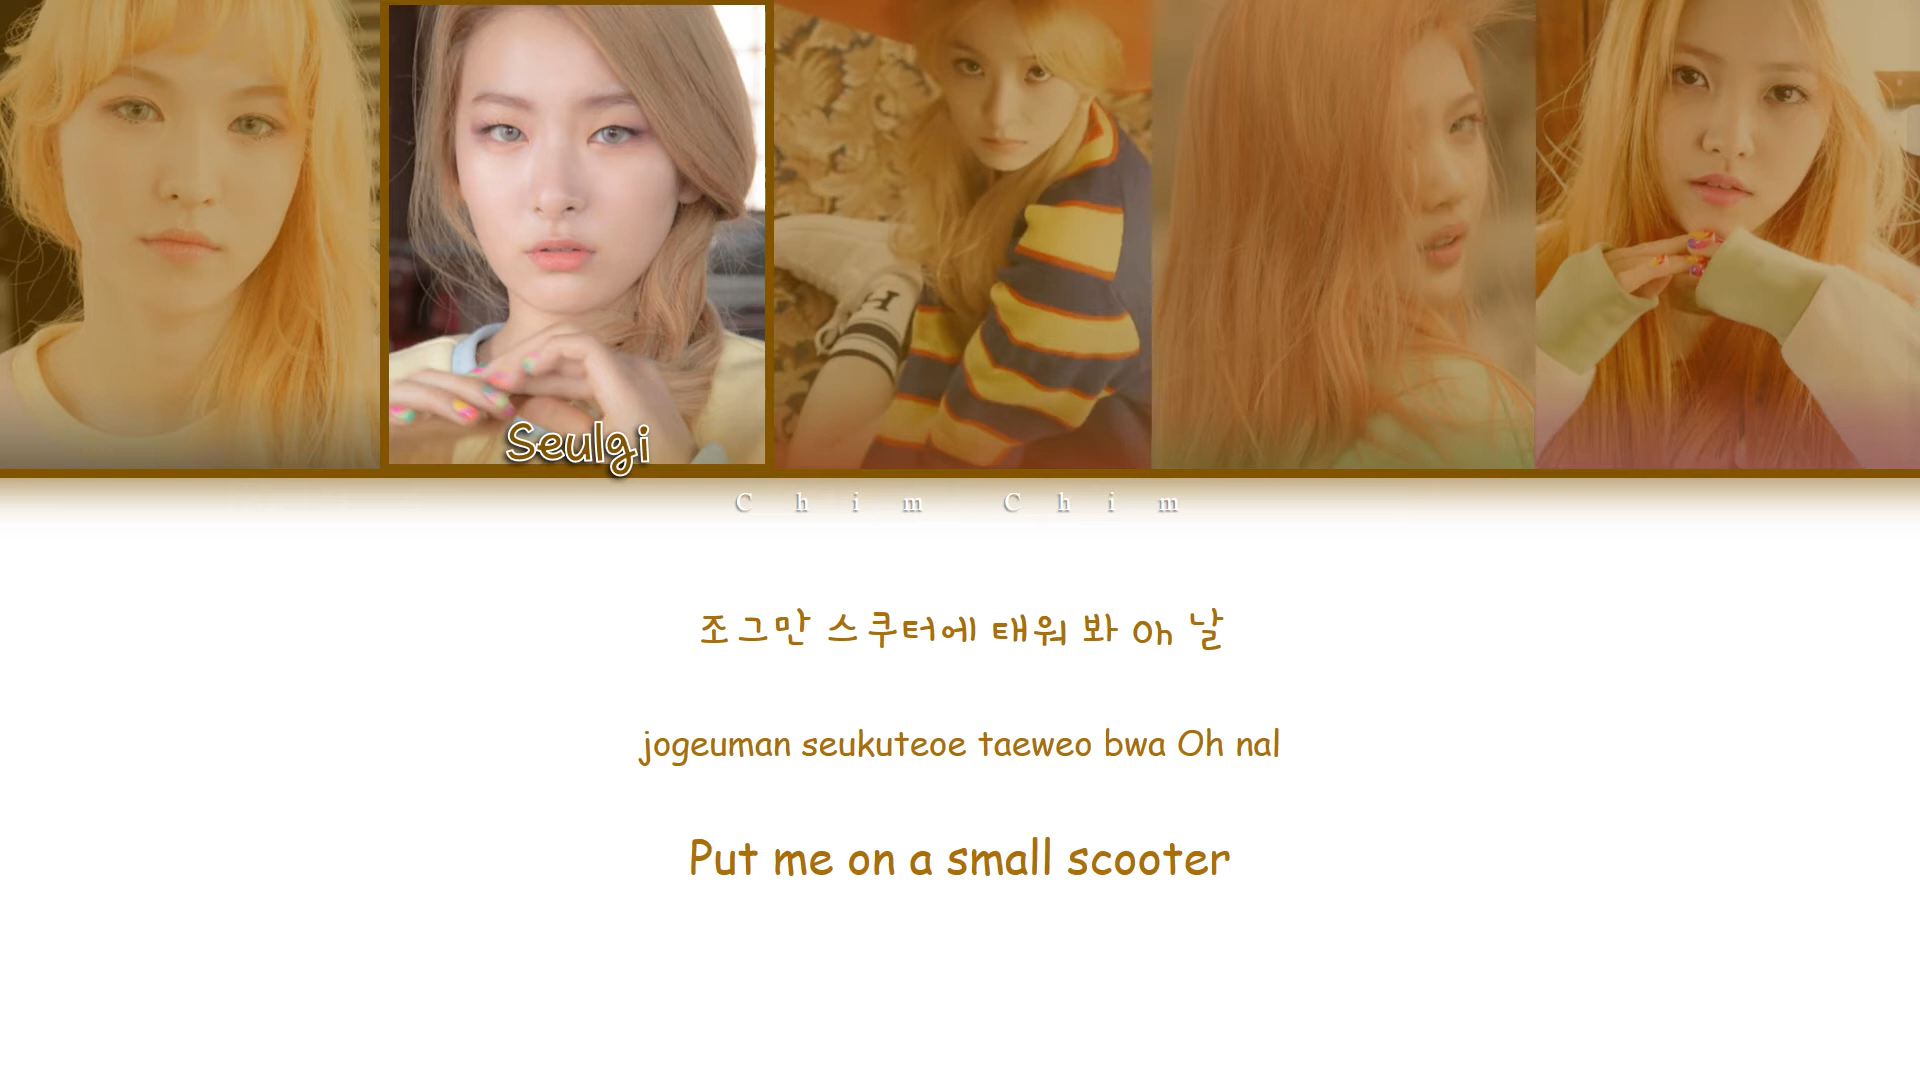 Seulgi
Chim Chim
조그만 스쿠터에 태워 봐 Oh 날
jogeuman seukuteoe taeweo bwa Oh nal
Put me on a small scooter